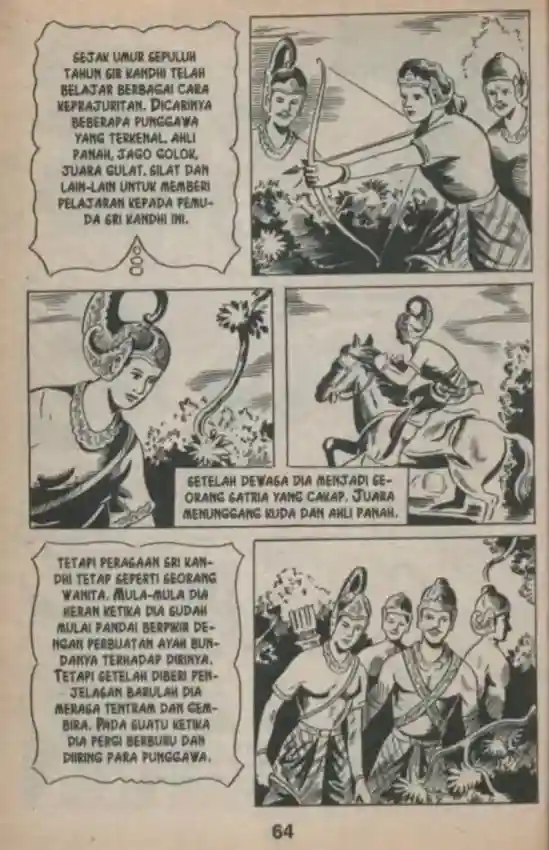 SEJAK UMUR SEPULUH
TAHUN SIR KANDHI TELAH
BELAJAR BERBAGAI CARA
KEPRAJURITAN. DICARINYA
BEBERAPA PUNGGAWA
YANG TERKENAL. AHLI
PANAH, JAGO GOLOK,
JUARA GULAT. SILAT DAN
LAIN-LAIN UNTUK MEMBERI
PELAJARAN KEPADA PEMU-
DA SRI KANDHI INI.
SETELAH DEWASA DIA MENJADI SE-
ORANG SATRIA YANG CAKAP. JUARA
MENUNGGANG KUDA DAN AHLI PANAH.
TETAPI PERASAAN SRI KAN-
DHI TETAP SEPERTI SEORANG
WANITA. MULA-MULA DIA
HERAN KETIKA DIA SUDAH
MULAI PANDAI BERPIKIR DE-
NGAN PERBUATAN AYAH BUN-
DANYA TERHADAP DIRINYA.
TETAPI SETELAH DIBERI PEN-
JELASAN BARULAH DIA
MERASA TENTRAM DAN GEM-
BIRA. PADA SUATU KETIKA
DIA PERGI BERBURU DAN
DIIRING PARA PUNGGAWA.
64